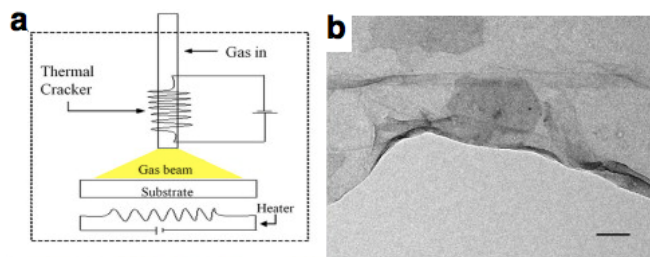 a
Gas in
Thermal
Cracker
Gas beam
Substrate
Heater
b